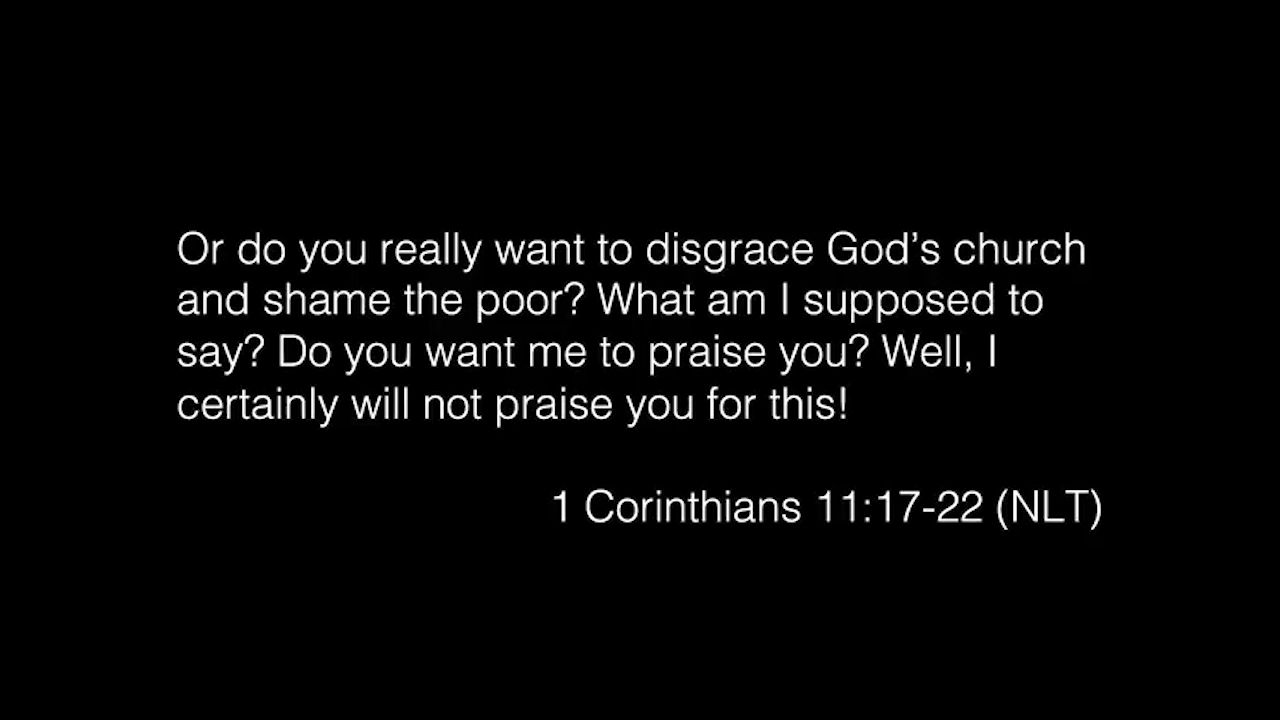 Or do you really want to disgrace God’s church
and shame the poor? What am I supposed to
say? Do you want me to praise you? Well, I
certainly will not praise you for this!
1 Corinthians 11:17-22 (NLT)